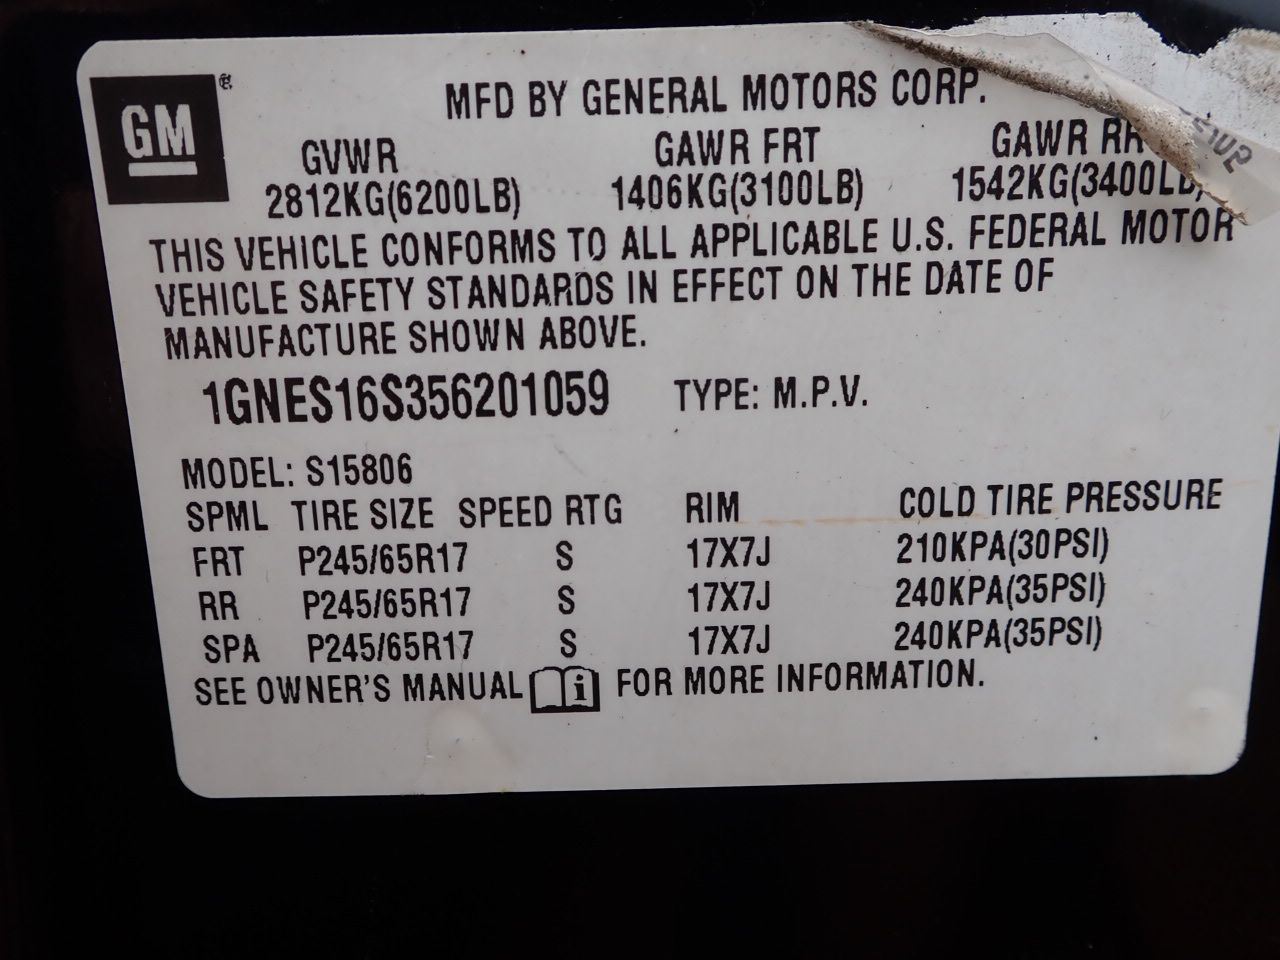 GM ®
MFD BY GENERAL MOTORS CORP.
GVWR GAWR FRT GAWR RR
2812KG(6200LB) 1406KG(3100LB) 1542KG(3400LB)
THIS VEHICLE CONFORMS TO ALL APPLICABLE U.S. FEDERAL MOTOR
VEHICLE SAFETY STANDARDS IN EFFECT ON THE DATE OF
MANUFACTURE SHOWN ABOVE.
1GNES16S356201059 TYPE: M.P.V.
MODEL: S15806
SPML TIRE SIZE SPEED RTG RIM COLD TIRE PRESSURE
FRT P245/65R17 S 17X7J 210KPA(30PSI)
RR P245/65R17 S 17X7J 240KPA(35PSI)
SPA P245/65R17 S 17X7J 240KPA(35PSI)
SEE OWNER'S MANUAL i FOR MORE INFORMATION.